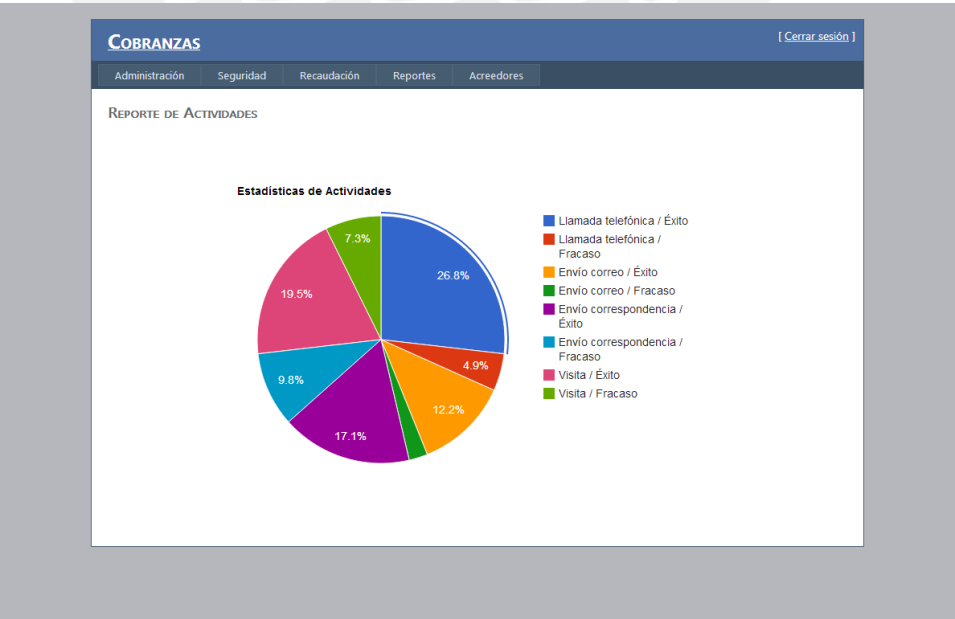 COBRANZAS
[ Cerrar sesión ]
Administración Seguridad Recaudación Reportes Acreedores
REPORTE DE ACTIVIDADES
Estadísticas de Actividades
7.3%
26.8%
19.5%
4.9%
9.8%
12.2%
17.1%
Llamada telefónica / Éxito
Llamada telefónica /
Fracaso
Envío correo / Éxito
Envío correo / Fracaso
Envío correspondencia /
Éxito
Envío correspondencia /
Fracaso
Visita / Éxito
Visita / Fracaso